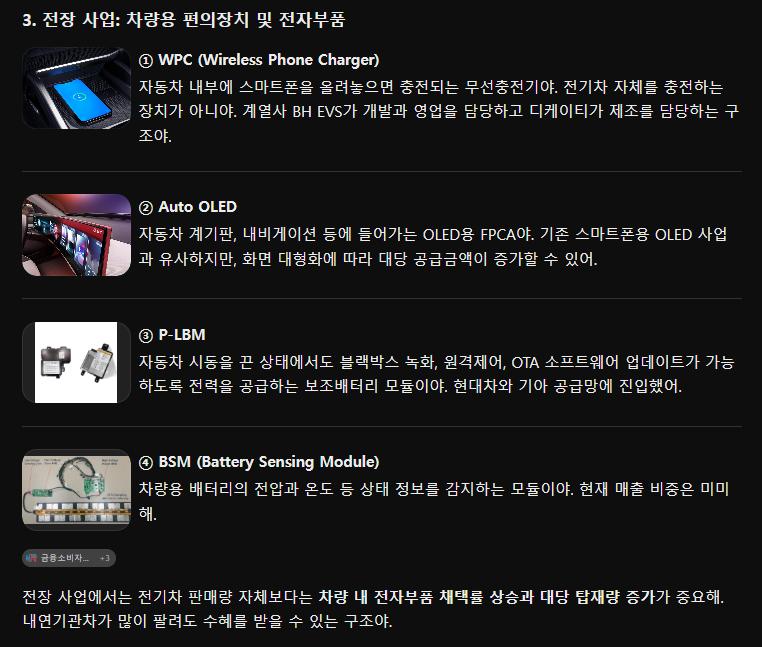 3. 전장 사업: 차량용 편의장치 및 전자부품
① WPC (Wireless Phone Charger)
자동차 내부에 스마트폰을 올려놓으면 충전되는 무선충전기야. 전기차 자체를 충전하는
장치가 아니야. 계열사 BH EVS가 개발과 영업을 담당하고 디케이티가 제조를 담당하는 구
조야.
② Auto OLED
자동차 계기판, 내비게이션 등에 들어가는 OLED용 FPCA야. 기존 스마트폰용 OLED 사업
과 유사하지만, 화면 대형화에 따라 대당 공급금액이 증가할 수 있어.
③ P-LBM
자동차 시동을 끈 상태에서도 블랙박스 녹화, 원격제어, OTA 소프트웨어 업데이트가 가능
하도록 전력을 공급하는 보조배터리 모듈이야. 현대차와 기아 공급망에 진입했어.
④ BSM (Battery Sensing Module)
차량용 배터리의 전압과 온도 등 상태 정보를 감지하는 모듈이야. 현재 매출 비중은 미미
해.
금융소비자... +3
전장 사업에서는 전기차 판매량 자체보다는 차량 내 전자부품 채택률 상승과 대당 탑재량 증가가 중요해.
내연기관차가 많이 팔려도 수혜를 받을 수 있는 구조야.